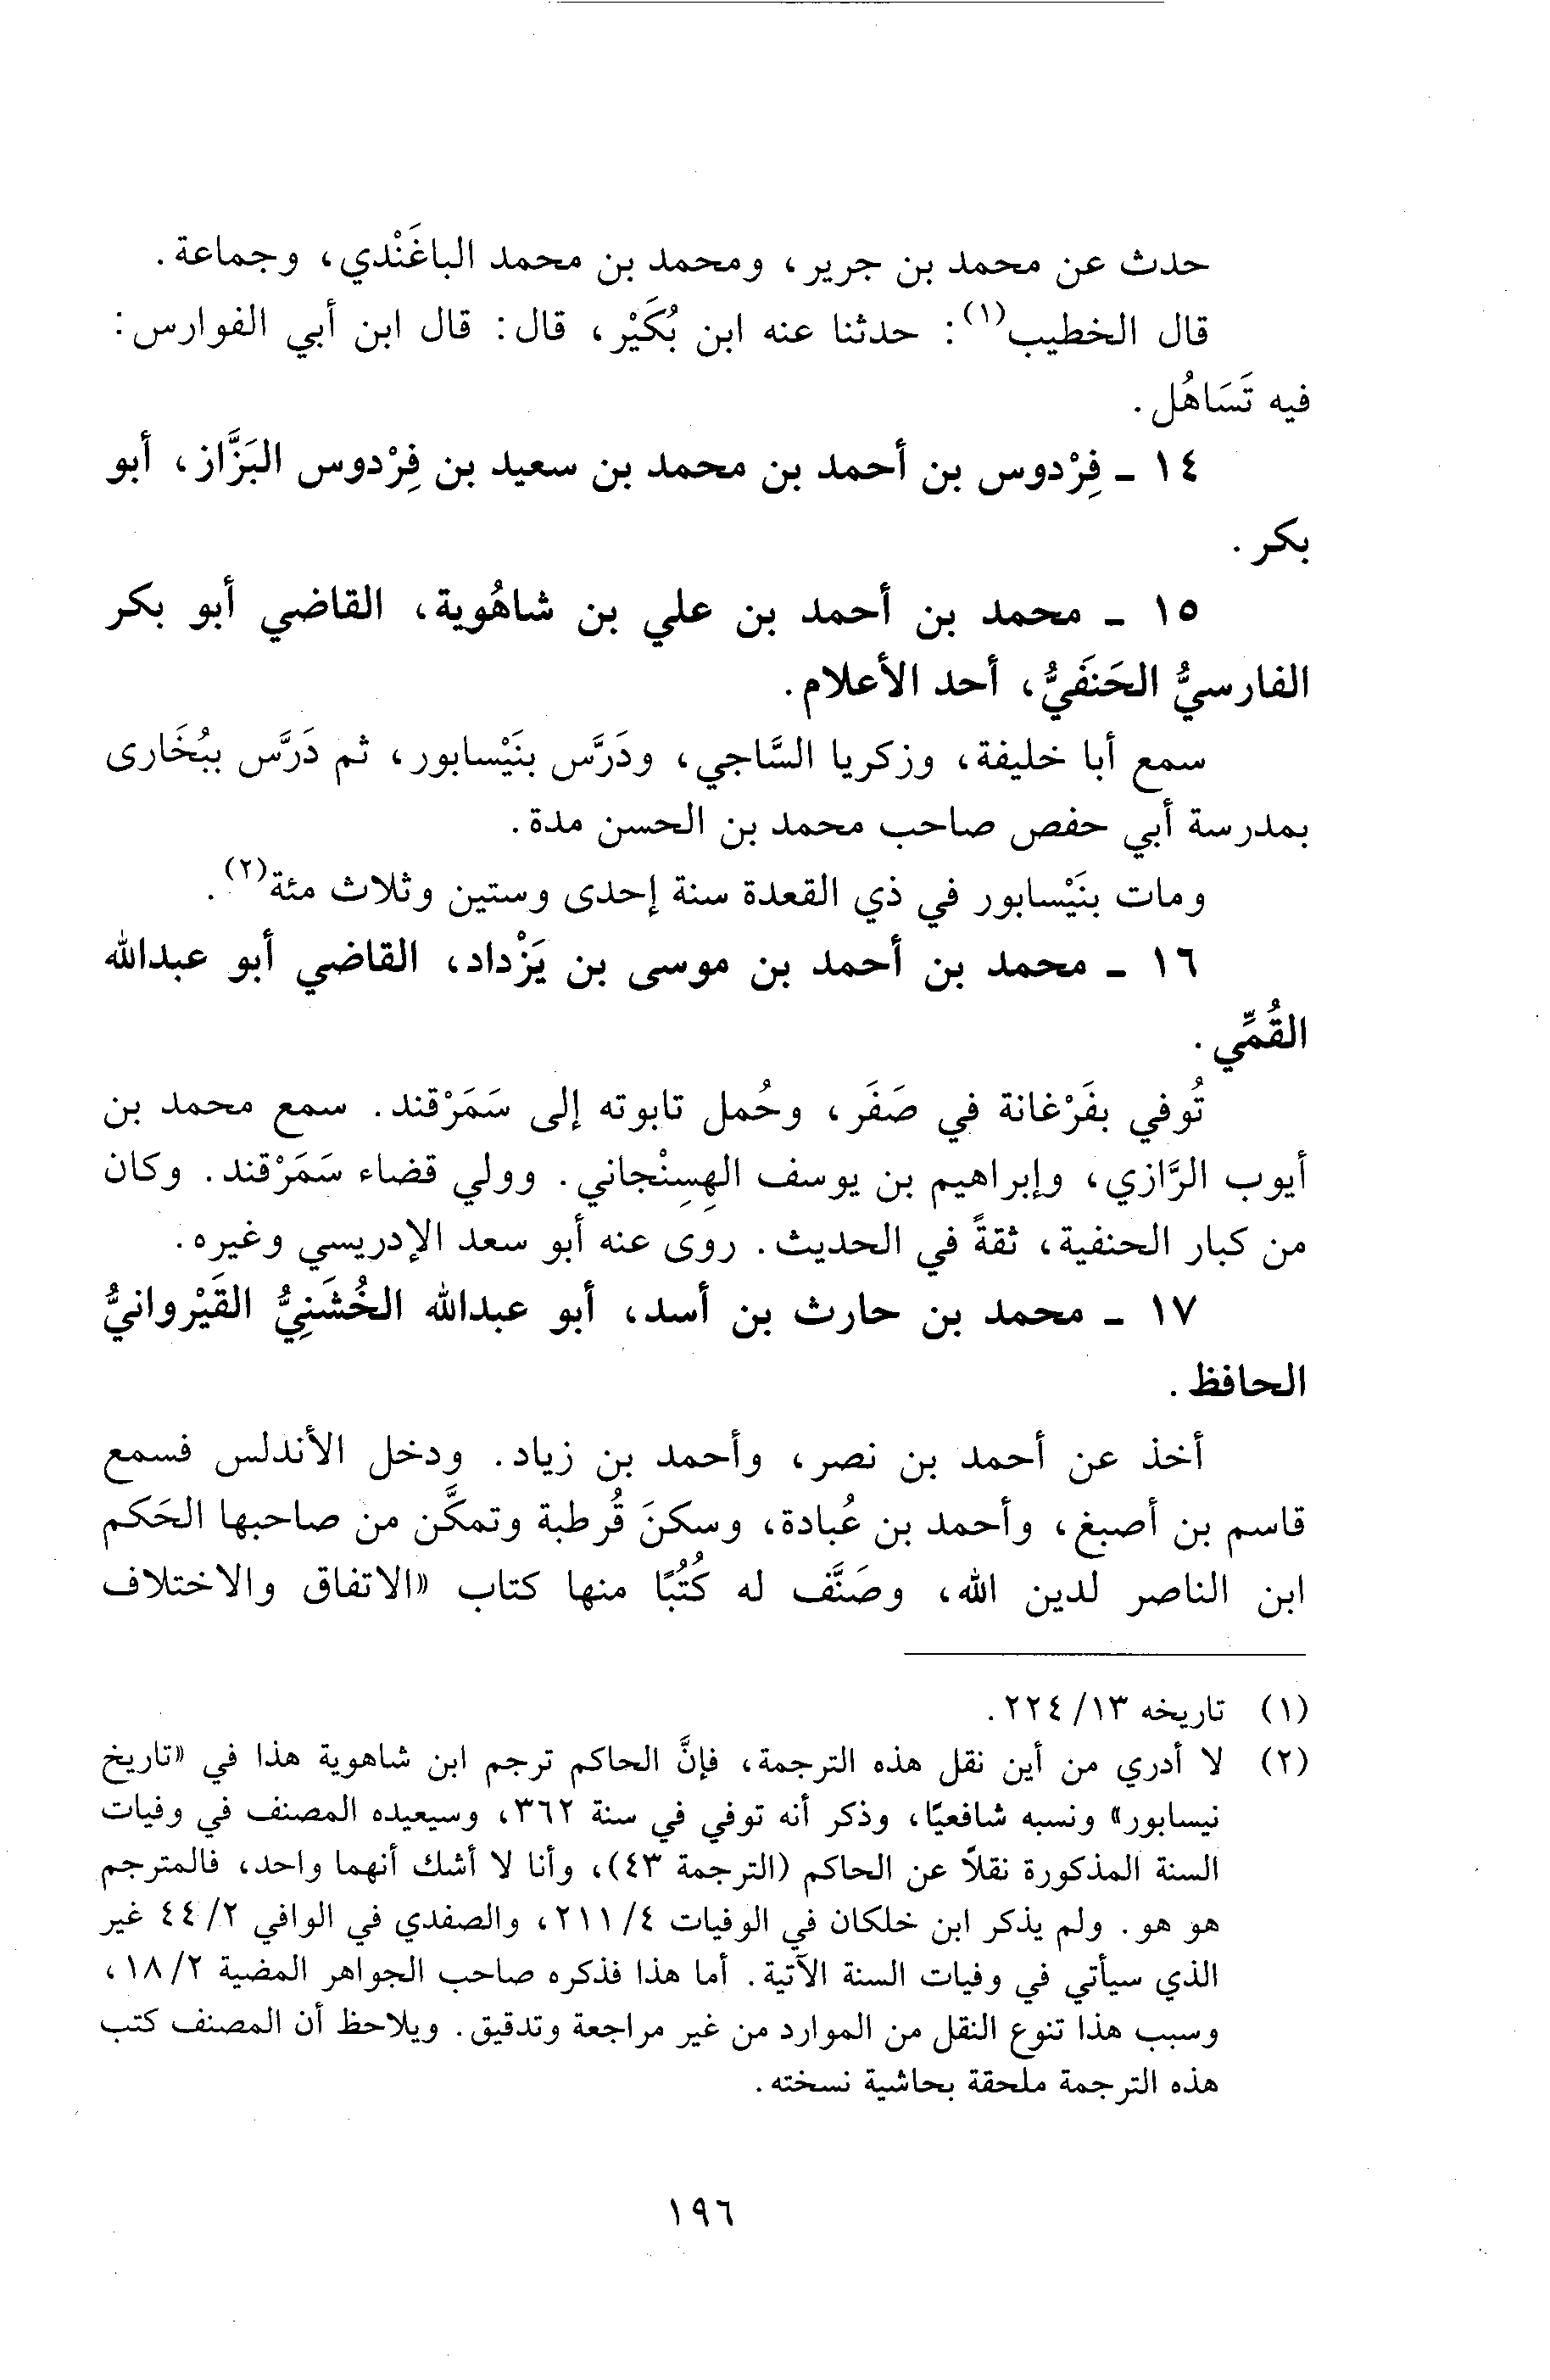 حدث عن محمد بن جرير، ومحمد بن محمد الباغَنْدي، وجماعة.
قال الخطيب(١): حدثنا عنه ابن بُكَيْر، قال: قال ابن أبي الفوارس:
فيه تَسَاهُل.
١٤ ـ فِرْدوس بن أحمد بن محمد بن سعيد بن فِرْدوس البَزَّاز، أبو
بكر.
١٥ ـ محمد بن أحمد بن علي بن شاهُوية، القاضي أبو بكر
الفارسيُّ الحَنَفيُّ، أحد الأعلام.
سمع أبا خليفة، وزكريا السَّاجي، ودَرَّس بنَيْسابور، ثم دَرَّس ببُخَارى
بمدرسة أبي حفص صاحب محمد بن الحسن مدة.
ومات بنَيْسابور في ذي القعدة سنة إحدى وستين وثلاث مئة(٢).
١٦ ـ محمد بن أحمد بن موسى بن يَزْداد، القاضي أبو عبدالله
القُمِّي.
تُوفي بفَرْغانة في صَفَر، وحُمل تابوته إلى سَمَرْقند. سمع محمد بن
أيوب الرَّازي، وإبراهيم بن يوسف الهِسِنْجاني. وولي قضاء سَمَرْقند. وكان
من كبار الحنفية، ثقةً في الحديث. روى عنه أبو سعد الإدريسي وغيره.
١٧ ـ محمد بن حارث بن أسد، أبو عبدالله الخُشَنِيُّ القَيْروانيُّ
الحافظ.
أخذ عن أحمد بن نصر، وأحمد بن زياد. ودخل الأندلس فسمع
قاسم بن أصبغ، وأحمد بن عُبادة، وسكنَ قُرطبة وتمكَّن من صاحبها الحَكم
ابن الناصر لدين الله، وصَنَّف له كُتُبًا منها كتاب «الاتفاق والاختلاف
(١) تاريخه ١٣/ ٢٢٤.
(٢) لا أدري من أين نقل هذه الترجمة، فإنَّ الحاكم ترجم ابن شاهوية هذا في «تاريخ
نيسابور» ونسبه شافعيًا، وذكر أنه توفي في سنة ٣٦٢، وسيعيده المصنف في وفيات
السنة المذكورة نقلاً عن الحاكم (الترجمة ٤٣)، وأنا لا أشك أنهما واحد، فالمترجم
هو هو. ولم يذكر ابن خلكان في الوفيات ٤/ ٢١١، والصفدي في الوافي ٢/ ٤٤ غير
الذي سيأتي في وفيات السنة الآتية. أما هذا فذكره صاحب الجواهر المضية ٢/ ١٨،
وسبب هذا تنوع النقل من الموارد من غير مراجعة وتدقيق. ويلاحظ أن المصنف كتب
هذه الترجمة ملحقة بحاشية نسخته.
١٩٦